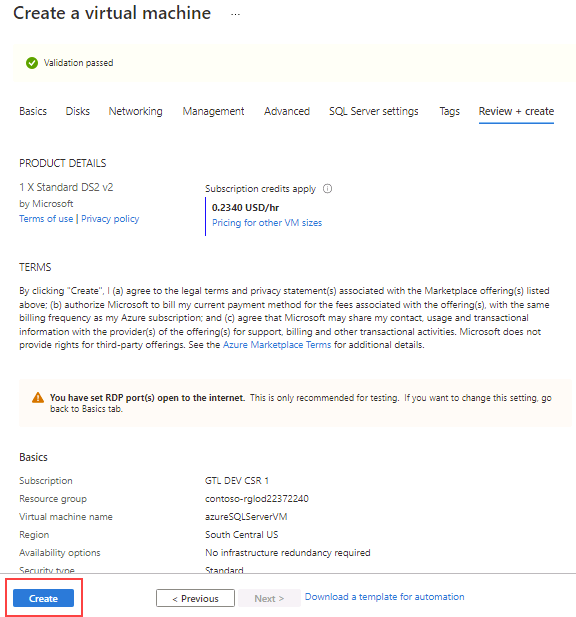 Create a virtual machine ...
Validation passed
Basics Disks Networking Management Advanced SQL Server settings Tags Review + create
PRODUCT DETAILS
1 X Standard DS2 v2
by Microsoft
Terms of use | Privacy policy
Subscription credits apply
0.2340 USD/hr
Pricing for other VM sizes
TERMS
By clicking "Create", I (a) agree to the legal terms and privacy statement(s) associated with the Marketplace offering(s) listed
above; (b) authorize Microsoft to bill my current payment method for the fees associated with the offering(s), with the same
billing frequency as my Azure subscription; and (c) agree that Microsoft may share my contact, usage and transactional
information with the provider(s) of the offering(s) for support, billing and other transactional activities. Microsoft does not
provide rights for third-party offerings. See the Azure Marketplace Terms for additional details.
You have set RDP port(s) open to the internet. This is only recommended for testing. If you want to change this setting, go
back to Basics tab.
Basics
Subscription GTL DEV CSR 1
Resource group contoso-rglod22372240
Virtual machine name azureSQLServerVM
Region South Central US
Availability options No infrastructure redundancy required
Security type Standard
Create < Previous Next > Download a template for automation